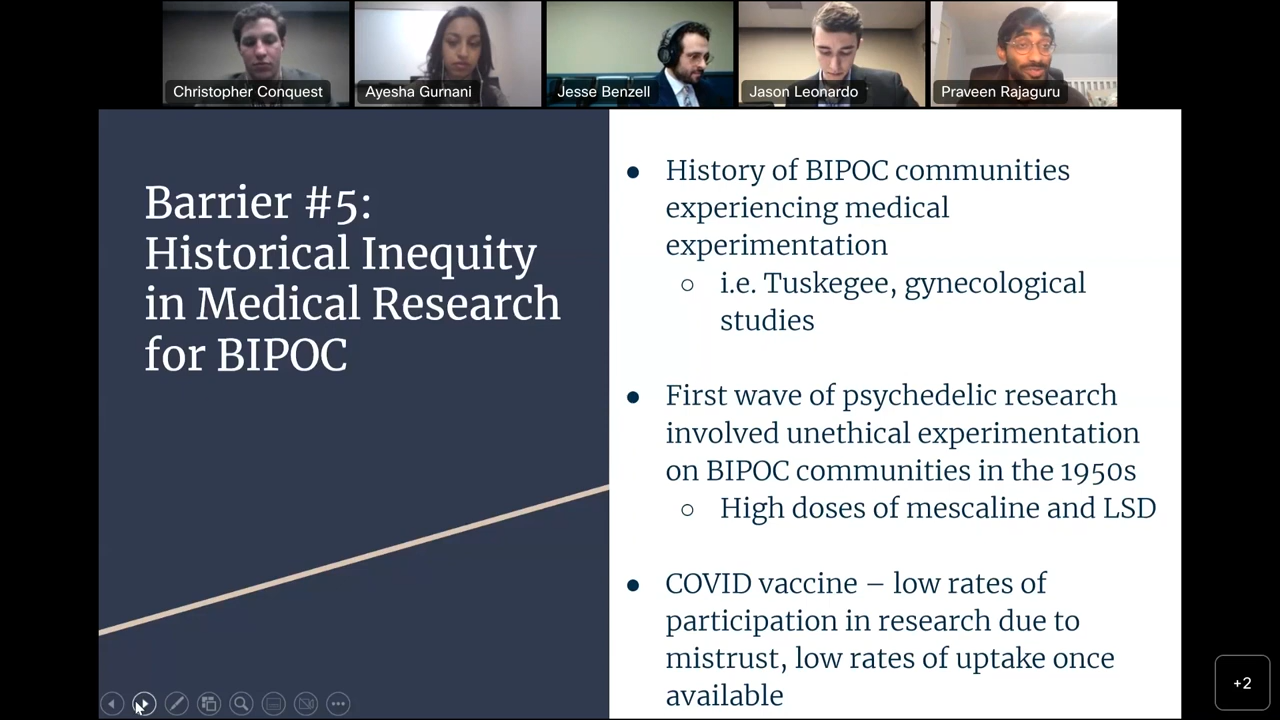 Christopher Conquest
Ayesha Gurnani
Jesse Benzell
Jason Leonardo
Praveen Rajaguru
Barrier #5:
Historical Inequity
in Medical Research
for BIPOC
● History of BIPOC communities
experiencing medical
experimentation
○ i.e. Tuskegee, gynecological
studies
● First wave of psychedelic research
involved unethical experimentation
on BIPOC communities in the 1950s
○ High doses of mescaline and LSD
● COVID vaccine – low rates of
participation in research due to
mistrust, low rates of uptake once
available
+2